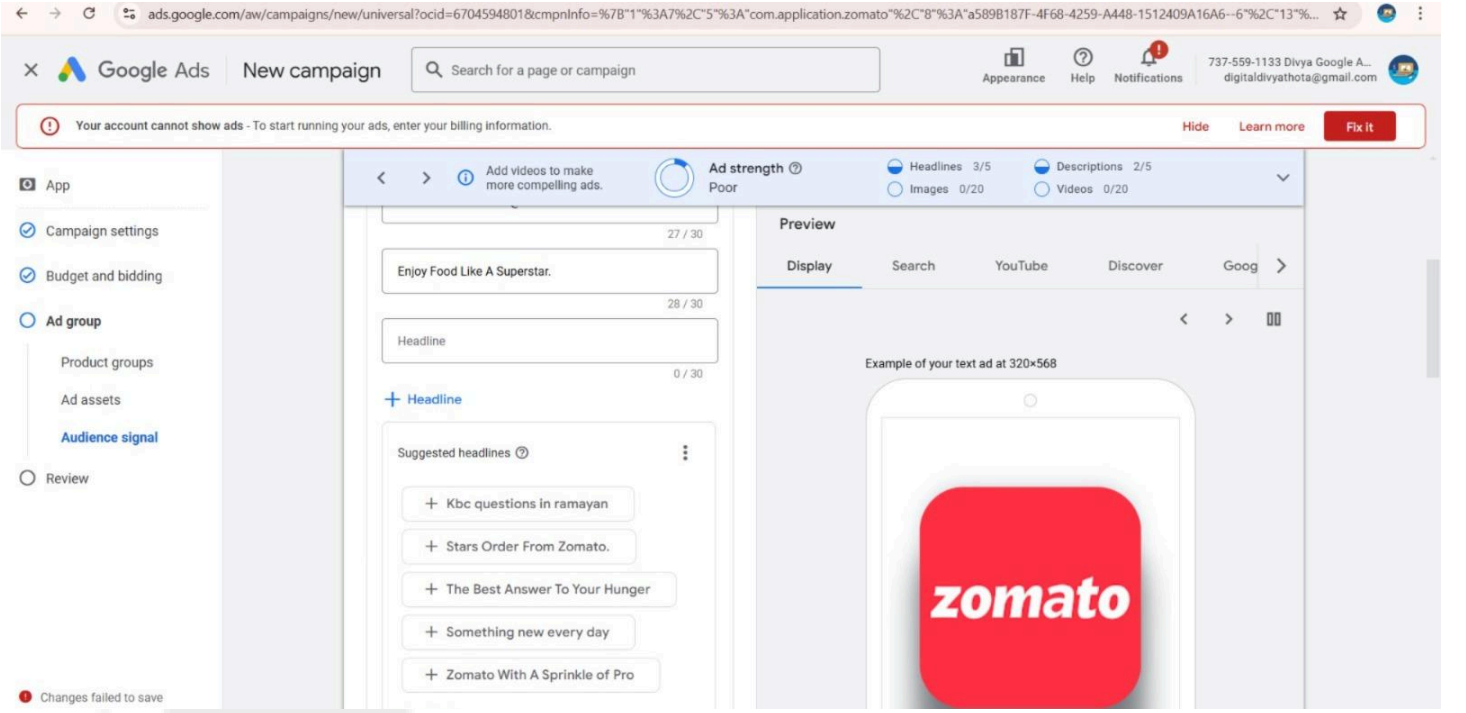 ads.google.com/aw/campaigns/new/universal?ocid=6704594801&cmpnInfo=%7B"1"%3A7%2C"5"%3A"com.application.zomato"%2C"8"%3A"a589B187F-4F68-4259-A448-1512409A16A6--6"%2C"13"%...
Google Ads
New campaign
Search for a page or campaign
Appearance
Help
Notifications
737-559-1133 Divya Google A...
digitaldivyathota@gmail.com
Your account cannot show ads - To start running your ads, enter your billing information.
Hide
Learn more
Fix it
App
Campaign settings
Budget and bidding
Ad group
Product groups
Ad assets
Audience signal
Review
Changes failed to save
Add videos to make
more compelling ads.
Ad strength
Poor
Headlines 3/5
Descriptions 2/5
Images 0/20
Videos 0/20
27 / 30
Enjoy Food Like A Superstar.
28 / 30
Headline
0 / 30
+ Headline
Suggested headlines
+ Kbc questions in ramayan
+ Stars Order From Zomato.
+ The Best Answer To Your Hunger
+ Something new every day
+ Zomato With A Sprinkle of Pro
Preview
Display
Search
YouTube
Discover
Goog
Example of your text ad at 320×568
zomato